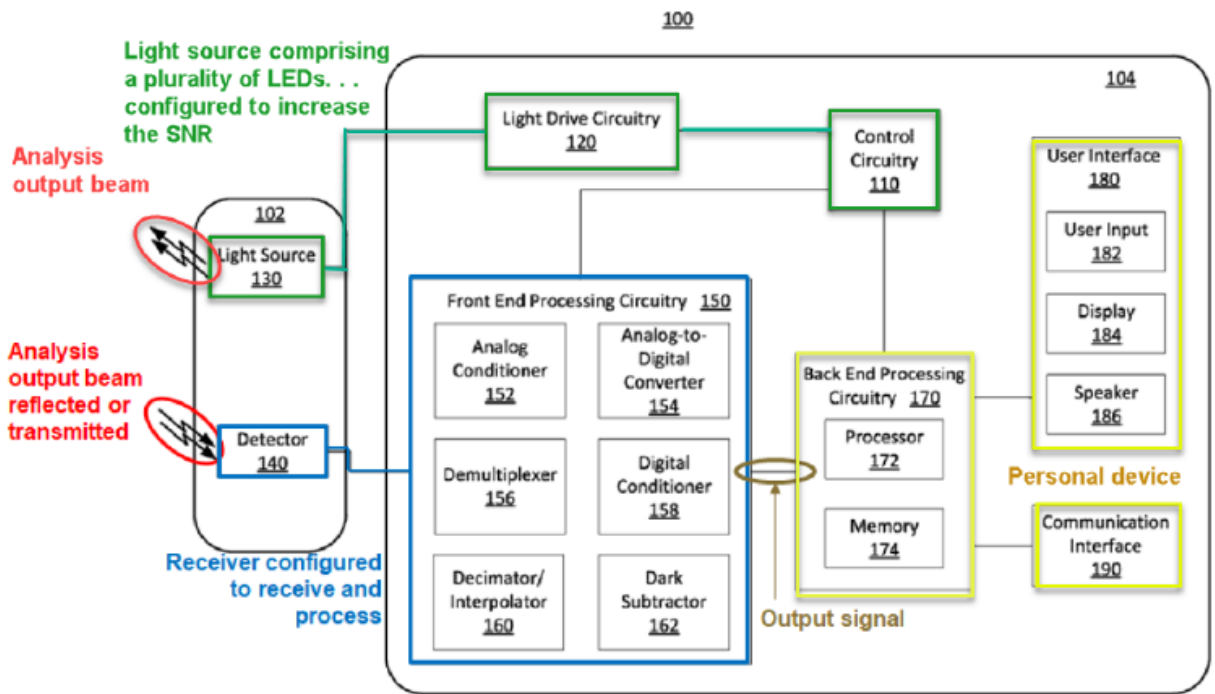 100
Light source comprising
a plurality of LEDs. . .
configured to increase
the SNR
104
Light Drive Circuitry
120
Control
Circuitry
110
User Interface
180
User Input
182
Display
184
Speaker
186
Analysis
output beam
102
Light Source
130
Front End Processing Circuitry 150
Analog
Conditioner
152
Analog-to-
Digital
Converter
154
Demultiplexer
156
Digital
Conditioner
158
Decimator/
Interpolator
160
Dark
Subtractor
162
Analysis
output beam
reflected or
transmitted
Detector
140
Receiver configured
to receive and
process
Back End Processing
Circuitry 170
Processor
172
Memory
174
Output signal
Personal device
Communication
Interface
190